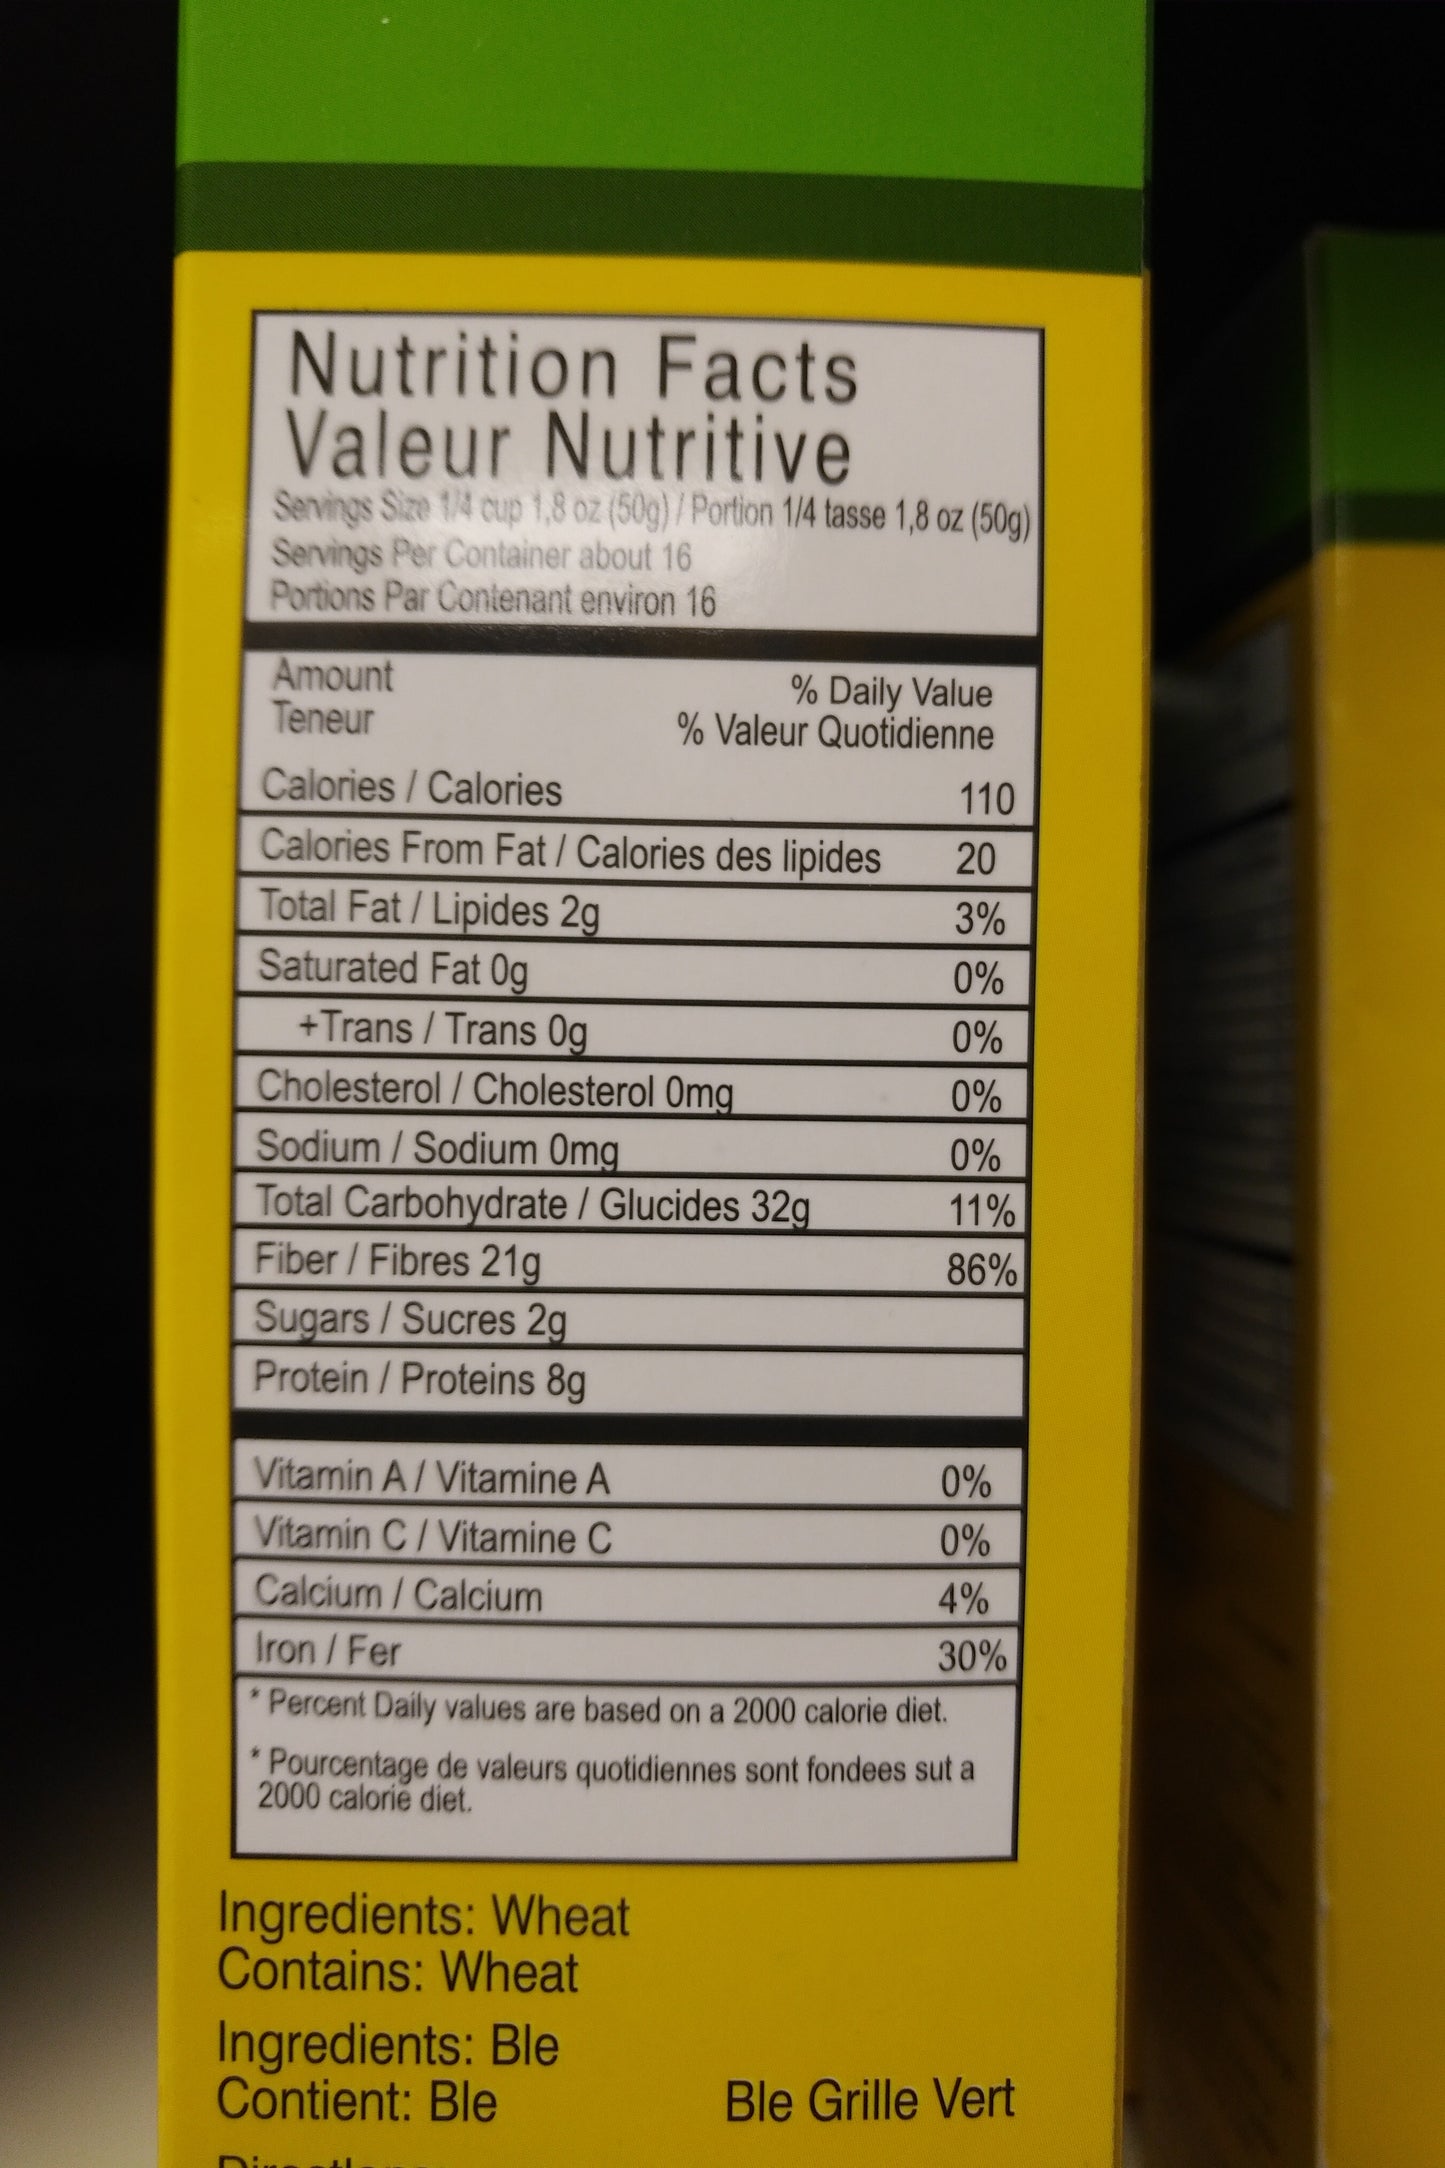 Nutrition Facts
Valeur Nutritive
Servings Size 1/4 cup 1,8 oz (50g) / Portion 1/4 tasse 1,8 oz (50g)
Servings Per Container about 16
Portions Par Contenant environ 16
Amount
% Daily Value
Teneur
% Valeur Quotidienne
Calories / Calories 110
Calories From Fat / Calories des lipides 20
Total Fat / Lipides 2g 3%
Saturated Fat 0g 0%
+Trans / Trans 0g 0%
Cholesterol / Cholesterol 0mg 0%
Sodium / Sodium 0mg 0%
Total Carbohydrate / Glucides 32g 11%
Fiber / Fibres 21g 86%
Sugars / Sucres 2g
Protein / Proteins 8g
Vitamin A / Vitamine A 0%
Vitamin C / Vitamine C 0%
Calcium / Calcium 4%
Iron / Fer 30%
* Percent Daily values are based on a 2000 calorie diet.
* Pourcentage de valeurs quotidiennes sont fondees sut a
2000 calorie diet.
Ingredients: Wheat
Contains: Wheat
Ingredients: Ble
Contient: Ble
Ble Grille Vert